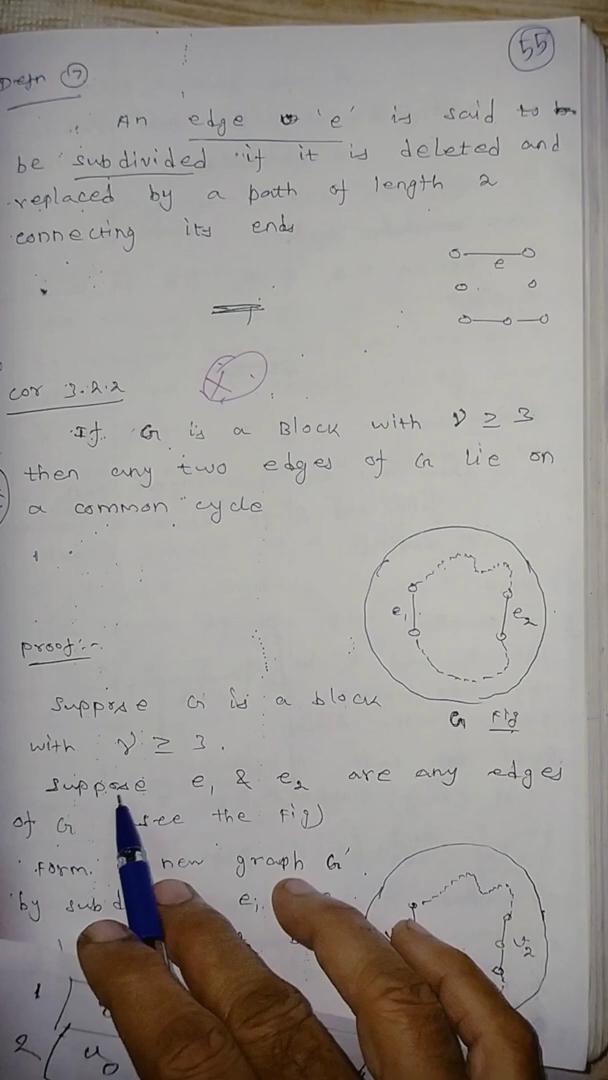 55
Defn 17
An edge 'e' is said to
be subdivided if it is deleted and
replaced by a path of length 2
connecting its ends
e
Cor 3.2.2
If G is a Block with γ ≥ 3
then any two edges of G lie on
a common cycle
e₁
e₂
G Fig
proof:-
Suppose G is a block
with γ ≥ 3.
Suppose e₁ & e₂ are any edges
of G see the Fig)
Form new graph G'
by subd e₁
v₂
1
2